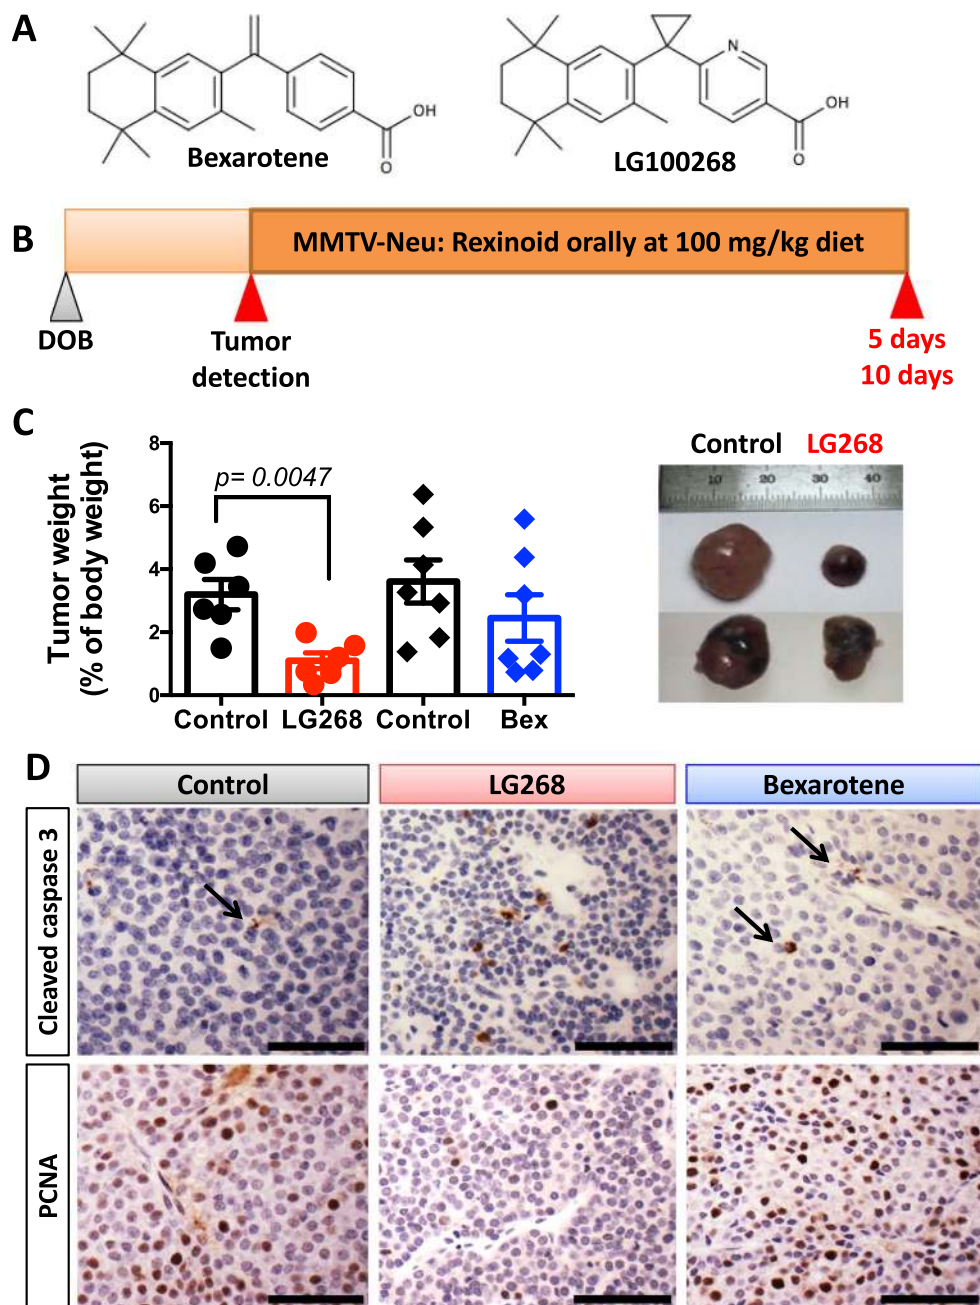 A
N
OH
O
Bexarotene
OH
O
LG100268
B
MMTV-Neu: Rexinoid orally at 100 mg/kg diet
DOB
Tumor
detection
5 days
10 days
C
Tumor weight
(% of body weight)
8
6
4
2
0
p= 0.0047
Control
LG268
Control
Bex
Control LG268
10 20 30 40
D
Control
LG268
Bexarotene
Cleaved caspase 3
PCNA